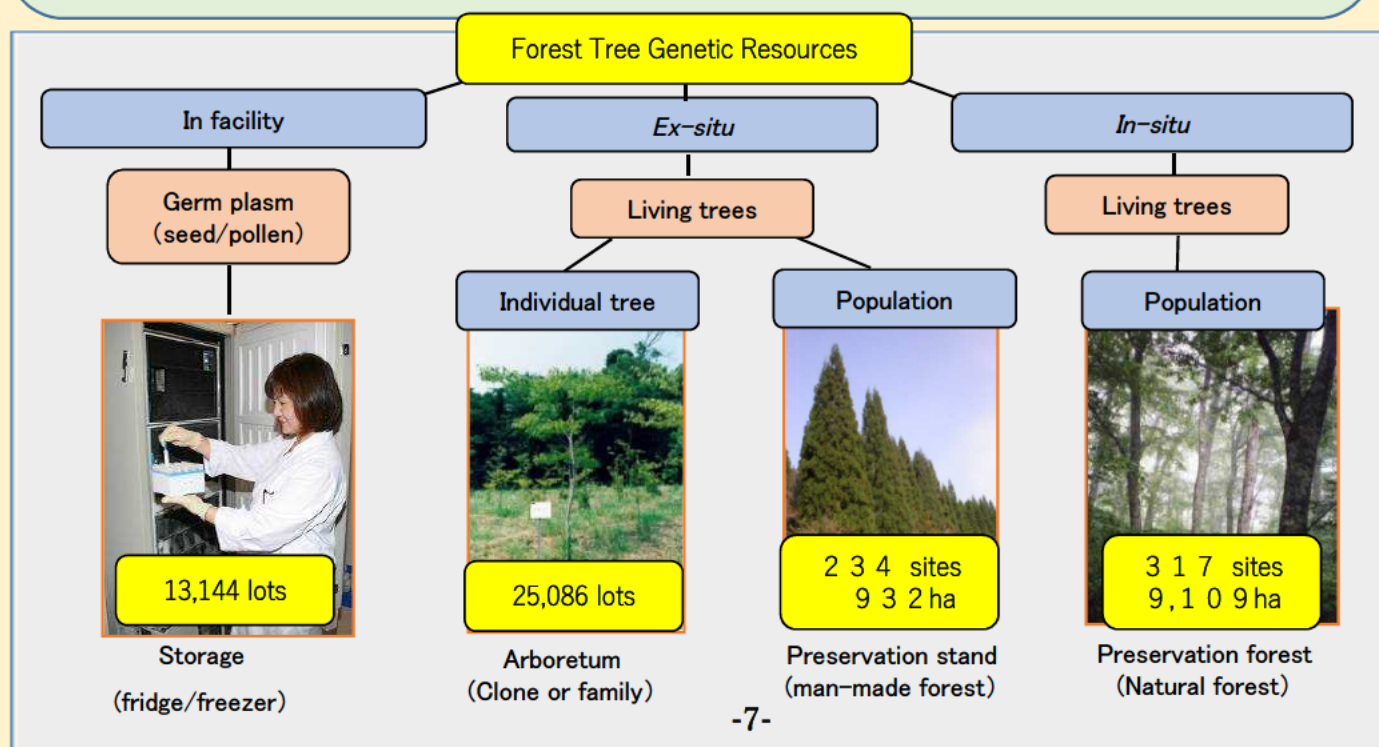 Forest Tree Genetic Resources
In facility
Ex-situ
In-situ
Germ plasm
(seed/pollen)
Living trees
Living trees
Individual tree
Population
Population
13,144 lots
25,086 lots
2 3 4 sites
9 3 2 ha
3 1 7 sites
9,1 0 9 ha
Storage
(fridge/freezer)
Arboretum
(Clone or family)
Preservation stand
(man-made forest)
Preservation forest
(Natural forest)
-7-